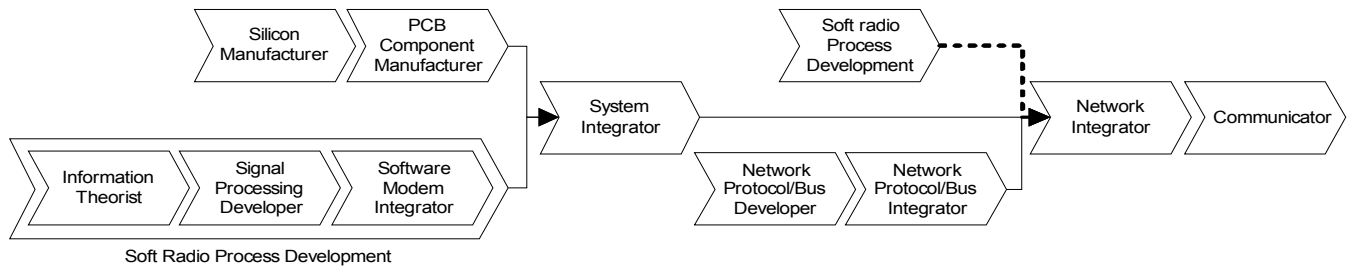 Silicon
Manufacturer
PCB
Component
Manufacturer
Soft radio
Process
Development
System
Integrator
Network
Integrator
Communicator
Information
Theorist
Signal
Processing
Developer
Software
Modem
Integrator
Network
Protocol/Bus
Developer
Network
Protocol/Bus
Integrator
Soft Radio Process Development